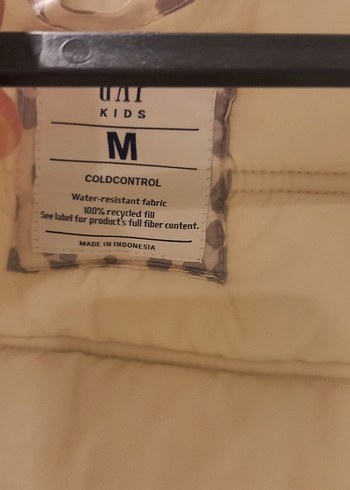 KIDS
M
COLDCONTROL
Water-resistant fabric
100% recycled fill
See label for product's full fiber content.
MADE IN INDONESIA